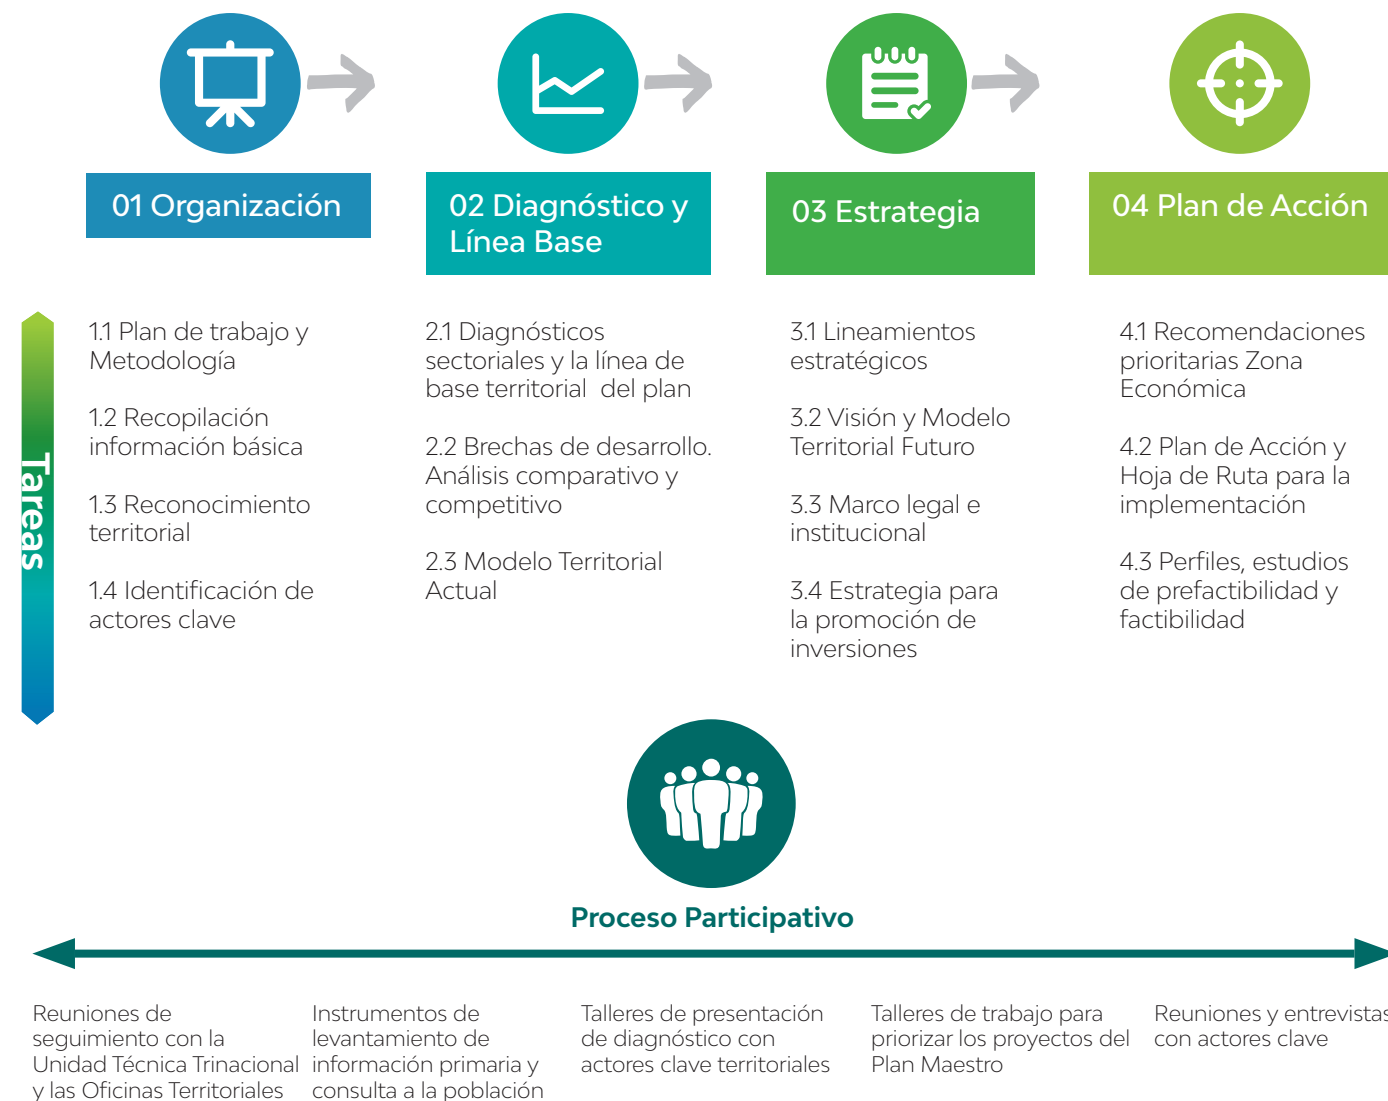 01 Organización
02 Diagnóstico y
Línea Base
03 Estrategia
04 Plan de Acción
Tareas
1.1 Plan de trabajo y
Metodología
1.2 Recopilación
información básica
1.3 Reconocimiento
territorial
1.4 Identificación de
actores clave
2.1 Diagnósticos
sectoriales y la línea de
base territorial del plan
2.2 Brechas de desarrollo.
Análisis comparativo y
competitivo
2.3 Modelo Territorial
Actual
3.1 Lineamientos
estratégicos
3.2 Visión y Modelo
Territorial Futuro
3.3 Marco legal e
institucional
3.4 Estrategia para
la promoción de
inversiones
4.1 Recomendaciones
prioritarias Zona
Económica
4.2 Plan de Acción y
Hoja de Ruta para la
implementación
4.3 Perfiles, estudios
de prefactibilidad y
factibilidad
Proceso Participativo
Reuniones de
seguimiento con la
Unidad Técnica Trinacional
y las Oficinas Territoriales
Instrumentos de
levantamiento de
información primaria y
consulta a la población
Talleres de presentación
de diagnóstico con
actores clave territoriales
Talleres de trabajo para
priorizar los proyectos del
Plan Maestro
Reuniones y entrevistas
con actores clave